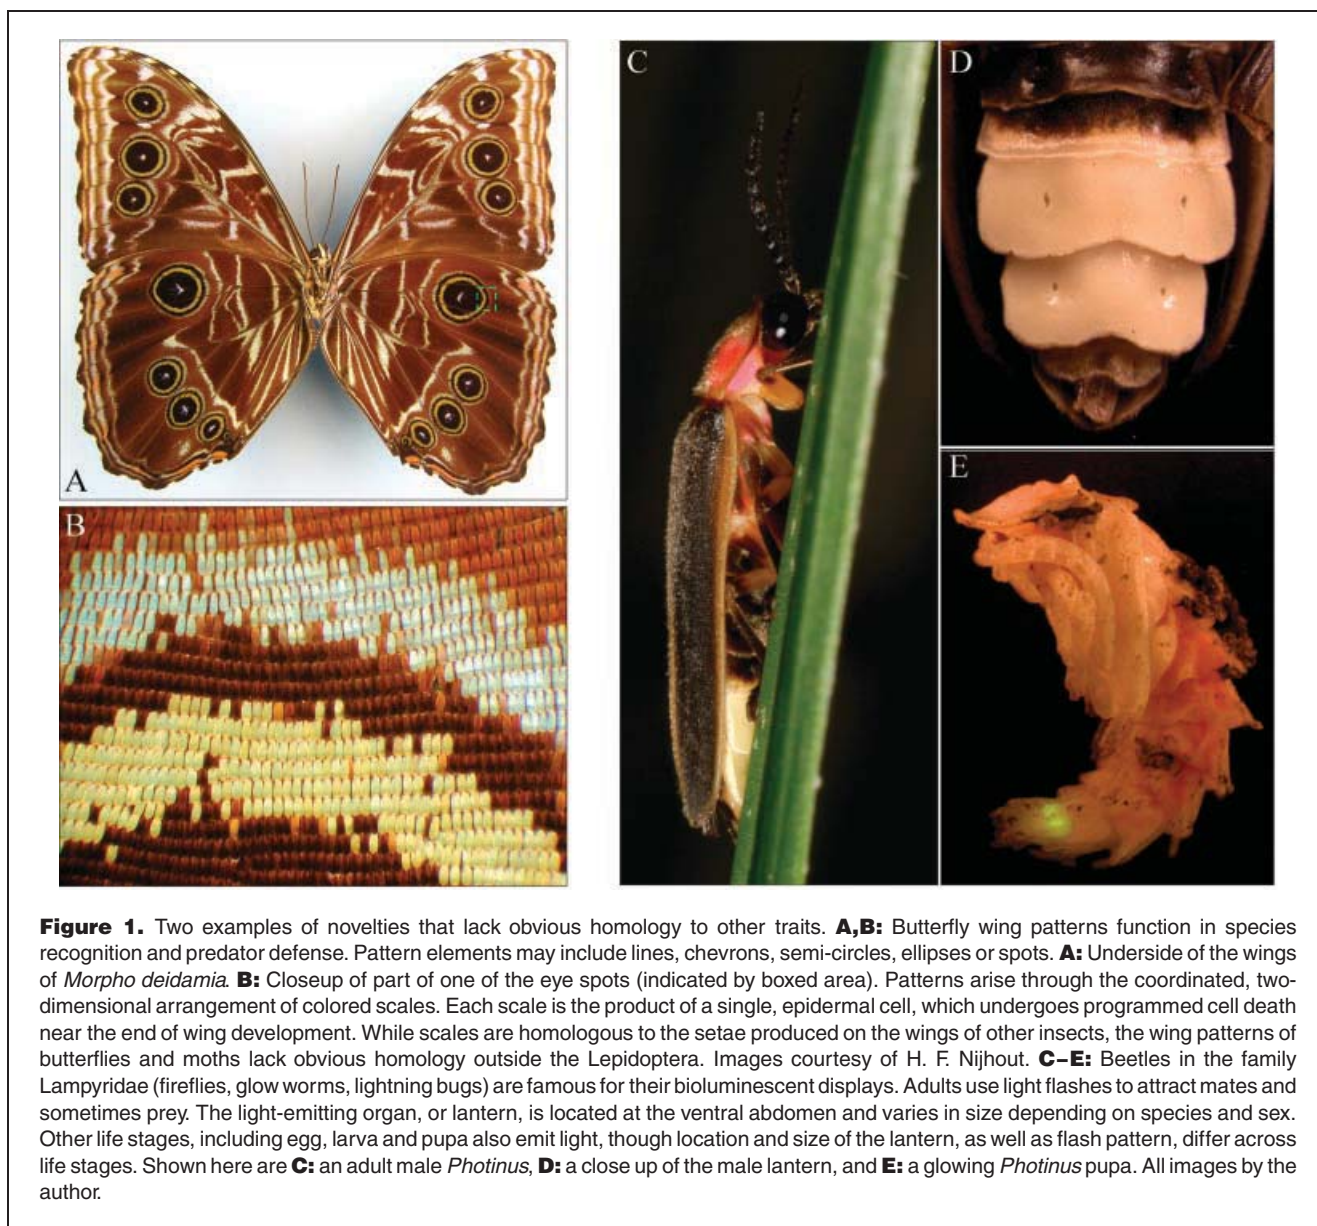 A
B
C
D
E
Figure 1. Two examples of novelties that lack obvious homology to other traits. A,B: Butterfly wing patterns function in species
recognition and predator defense. Pattern elements may include lines, chevrons, semi-circles, ellipses or spots. A: Underside of the wings
of Morpho deidamia. B: Closeup of part of one of the eye spots (indicated by boxed area). Patterns arise through the coordinated, two-
dimensional arrangement of colored scales. Each scale is the product of a single, epidermal cell, which undergoes programmed cell death
near the end of wing development. While scales are homologous to the setae produced on the wings of other insects, the wing patterns of
butterflies and moths lack obvious homology outside the Lepidoptera. Images courtesy of H. F. Nijhout. C–E: Beetles in the family
Lampyridae (fireflies, glow worms, lightning bugs) are famous for their bioluminescent displays. Adults use light flashes to attract mates and
sometimes prey. The light-emitting organ, or lantern, is located at the ventral abdomen and varies in size depending on species and sex.
Other life stages, including egg, larva and pupa also emit light, though location and size of the lantern, as well as flash pattern, differ across
life stages. Shown here are C: an adult male Photinus, D: a close up of the male lantern, and E: a glowing Photinus pupa. All images by the
author.